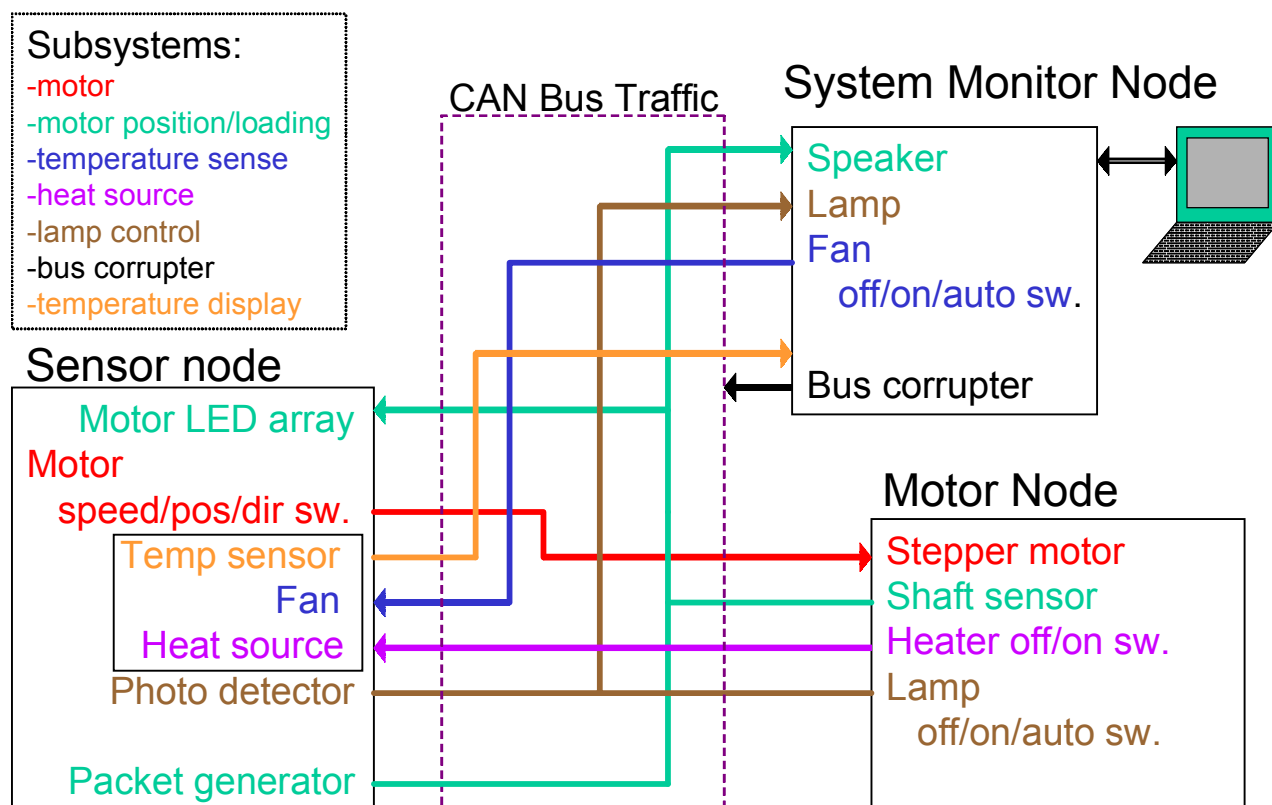 Subsystems:
-motor
-motor position/loading
-temperature sense
-heat source
-lamp control
-bus corrupter
-temperature display
CAN Bus Traffic
System Monitor Node
Speaker
Lamp
Fan
off/on/auto sw.
Bus corrupter
Sensor node
Motor LED array
Motor
speed/pos/dir sw.
Temp sensor
Fan
Heat source
Photo detector
Packet generator
Motor Node
Stepper motor
Shaft sensor
Heater off/on sw.
Lamp
off/on/auto sw.